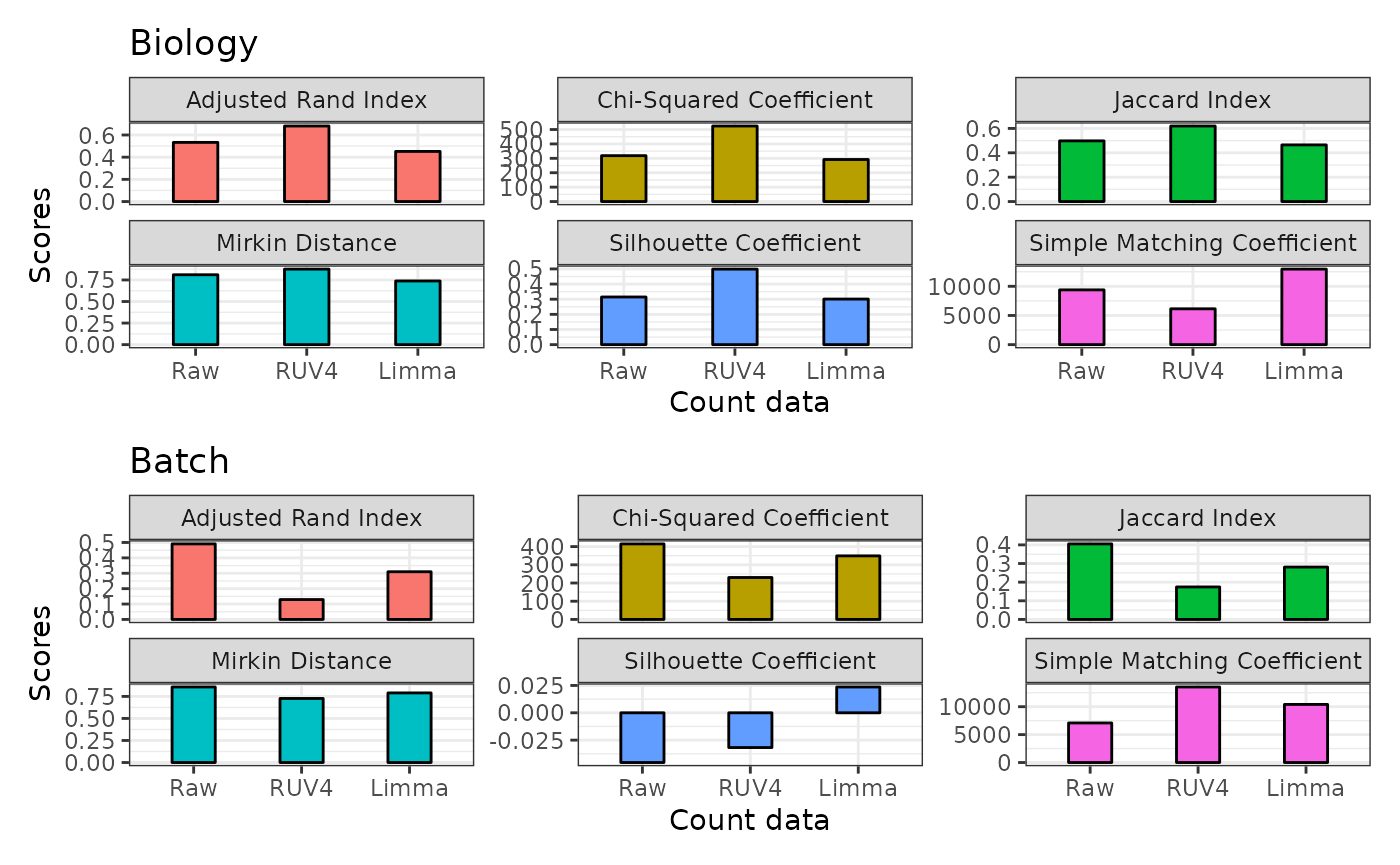 Biology
Adjusted Rand Index
Chi-Squared Coefficient
Jaccard Index
0.6
0.4
0.2
0.0
500
400
300
200
100
0
0.6
0.4
0.2
0.0
Scores
Mirkin Distance
Silhouette Coefficient
Simple Matching Coefficient
0.75
0.50
0.25
0.00
0.5
0.4
0.3
0.2
0.1
0.0
10000
5000
0
Raw RUV4 Limma
Raw RUV4 Limma
Raw RUV4 Limma
Count data
Batch
Adjusted Rand Index
Chi-Squared Coefficient
Jaccard Index
0.5
0.4
0.3
0.2
0.1
0.0
400
300
200
100
0
0.4
0.3
0.2
0.1
0.0
Scores
Mirkin Distance
Silhouette Coefficient
Simple Matching Coefficient
0.75
0.50
0.25
0.00
0.025
0.000
-0.025
10000
5000
0
Raw RUV4 Limma
Raw RUV4 Limma
Raw RUV4 Limma
Count data